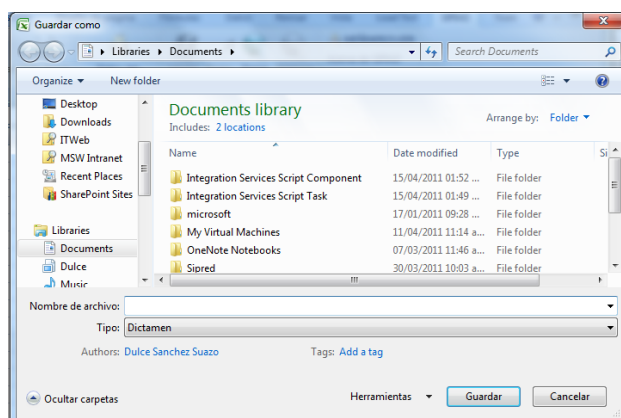 Guardar como
Libraries Documents
Search Documents
Organize New folder
Desktop
Downloads
ITWeb
MSW Intranet
Recent Places
SharePoint Sites
Libraries
Documents
Dulce
Music
Documents library
Includes: 2 locations
Arrange by: Folder
Name Date modified Type Si
Integration Services Script Component 15/04/2011 01:52 ... File folder
Integration Services Script Task 15/04/2011 01:49 ... File folder
microsoft 17/01/2011 09:28 ... File folder
My Virtual Machines 11/04/2011 11:14 a... File folder
OneNote Notebooks 07/03/2011 11:46 a... File folder
Sipred 30/03/2011 10:03 a... File folder
Nombre de archivo:
Tipo: Dictamen
Authors: Dulce Sanchez Suazo Tags: Add a tag
Ocultar carpetas Herramientas Guardar Cancelar